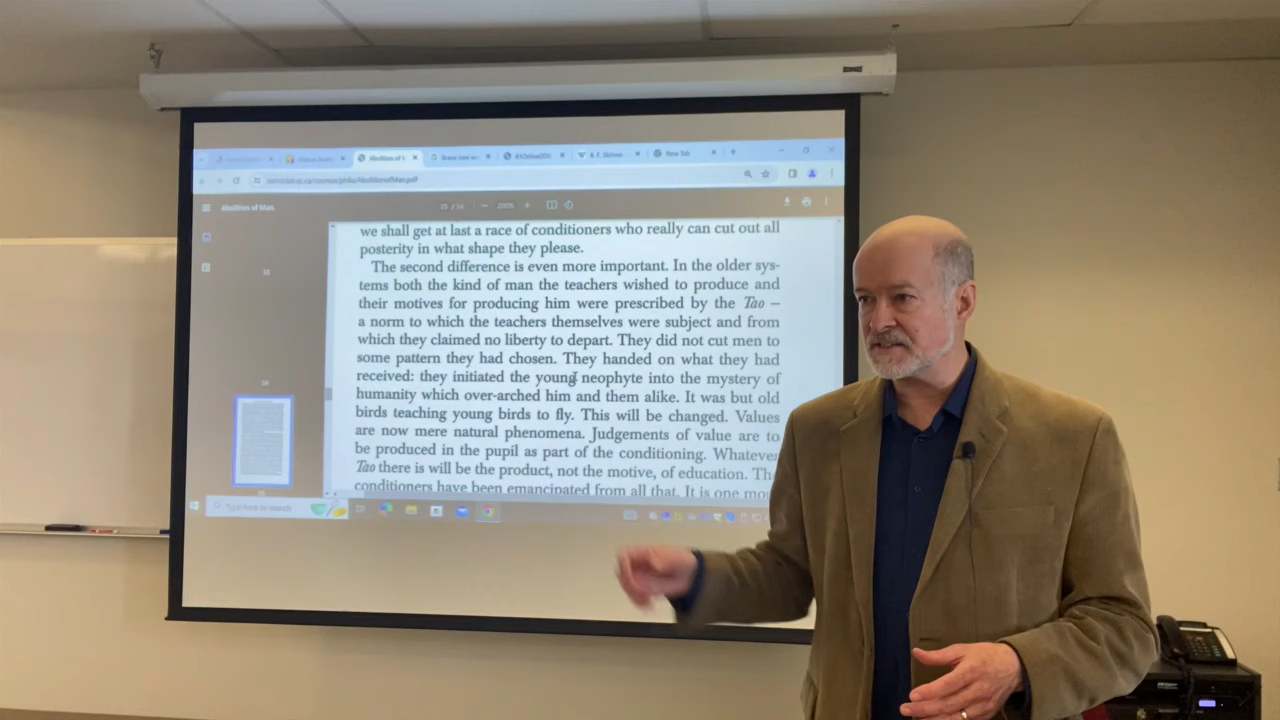 Abolition of M
B. F. Skinner
New Tab
Abolition of Man
200%
we shall get at last a race of conditioners who really can cut out all
posterity in what shape they please.
The second difference is even more important. In the older sys-
tems both the kind of man the teachers wished to produce and
their motives for producing him were prescribed by the Tao —
a norm to which the teachers themselves were subject and from
which they claimed no liberty to depart. They did not cut men to
some pattern they had chosen. They handed on what they had
received: they initiated the young neophyte into the mystery of
humanity which over-arched him and them alike. It was but old
birds teaching young birds to fly. This will be changed. Values
are now mere natural phenomena. Judgements of value are to
be produced in the pupil as part of the conditioning. Whatever
Tao there is will be the product, not the motive, of education. The
conditioners have been emancipated from all that. It is one mor
Type here to search